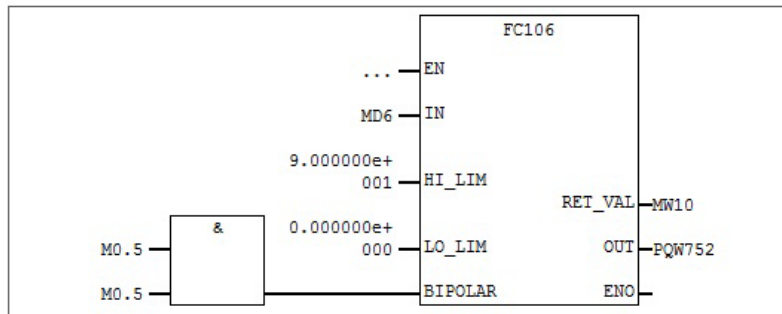 FC106
... EN
MD6 IN
9.000000e+
001 HI_LIM
RET_VAL MW10
& 0.000000e+
M0.5 000 LO_LIM OUT PQW752
M0.5 BIPOLAR ENO